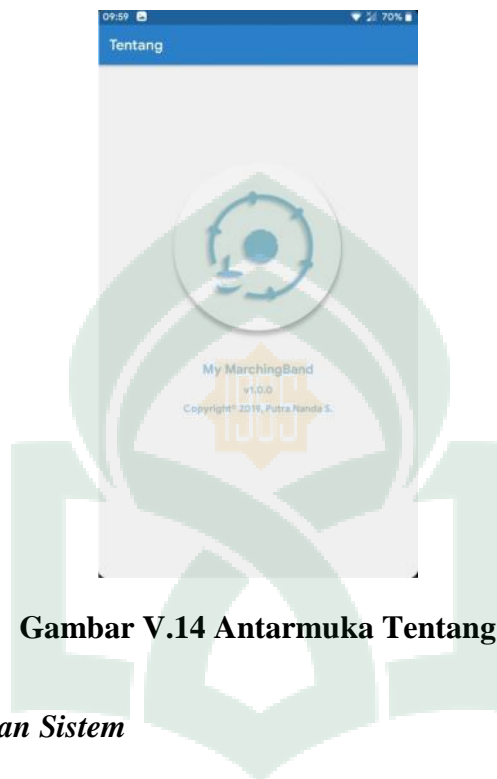 09:59 70%
Tentang
My MarchingBand
v1.0.0
Copyright® 2019, Putra Nanda S.
Gambar V.14 Antarmuka Tentang
an Sistem